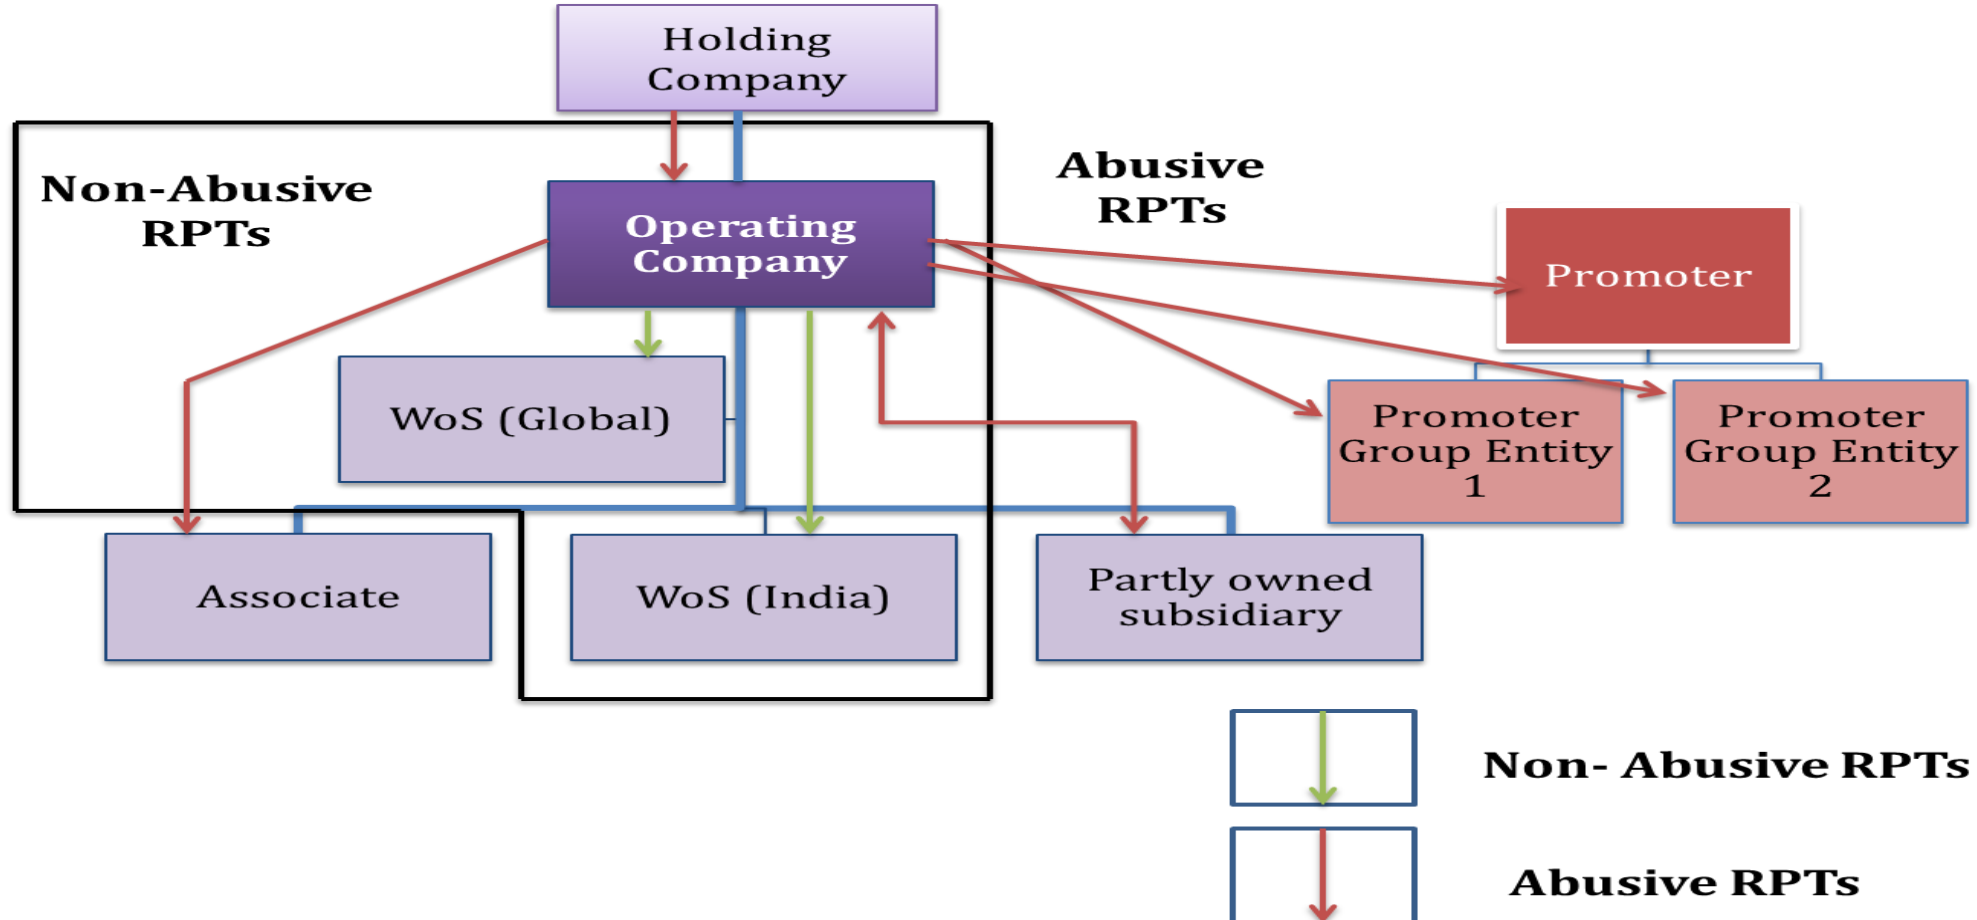 Holding
Company
Non-Abusive
RPTs
Abusive
RPTs
Operating
Company
Promoter
WoS (Global)
Promoter
Group Entity
1
Promoter
Group Entity
2
Associate
WoS (India)
Partly owned
subsidiary
Non- Abusive RPTs
Abusive RPTs